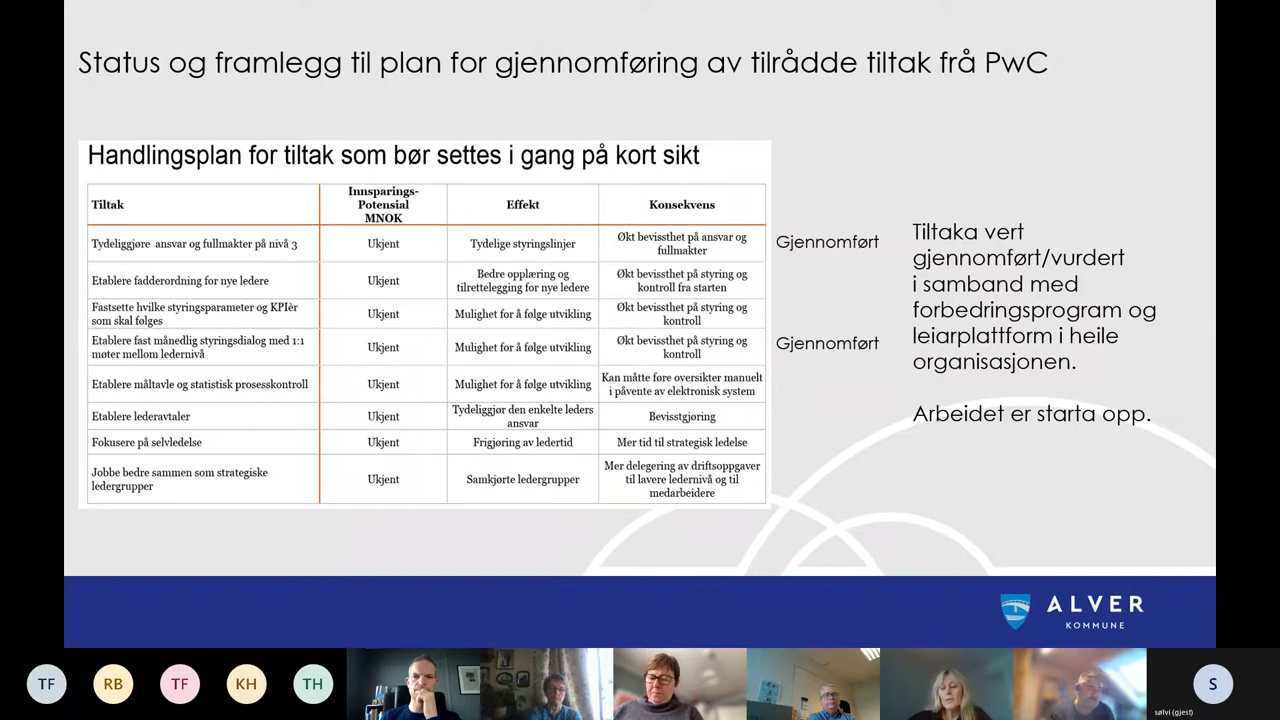 Status og framlegg til plan for gjennomføring av tilrådde tiltak frå PwC
Handlingsplan for tiltak som bør settes i gang på kort sikt
Tiltak
Innsparings-
Potensial
MNOK
Effekt
Konsekvens
Tydeliggjøre ansvar og fullmakter på nivå 3
Ukjent
Tydelige styringslinjer
Økt bevissthet på ansvar og
fullmakter
Gjennomført
Etablere fadderordning for nye ledere
Ukjent
Bedre opplæring og
tilrettelegging for nye ledere
Økt bevissthet på styring og
kontroll fra starten
Fastsette hvilke styringsparameter og KPIèr
som skal følges
Ukjent
Mulighet for å følge utvikling
Økt bevissthet på styring og
kontroll
Etablere fast månedlig styringsdialog med 1:1
møter mellom ledernivå
Ukjent
Mulighet for å følge utvikling
Økt bevissthet på styring og
kontroll
Gjennomført
Etablere måltavle og statistisk prosesskontroll
Ukjent
Mulighet for å følge utvikling
Kan måtte føre oversikter manuelt
i påvente av elektronisk system
Etablere lederavtaler
Ukjent
Tydeliggjør den enkelte leders
ansvar
Bevisstgjøring
Fokusere på selvledelse
Ukjent
Frigjøring av ledertid
Mer tid til strategisk ledelse
Jobbe bedre sammen som strategiske
ledergrupper
Ukjent
Samkjørte ledergrupper
Mer delegering av driftsoppgaver
til lavere ledernivå og til
medarbeidere
Tiltaka vert
gjennomført/vurdert
i samband med
forbedringsprogram og
leiarplattform i heile
organisasjonen.
Arbeidet er starta opp.
ALVER
KOMMUNE
TF
RB
TF
KH
TH
S
sølvi (gjest)